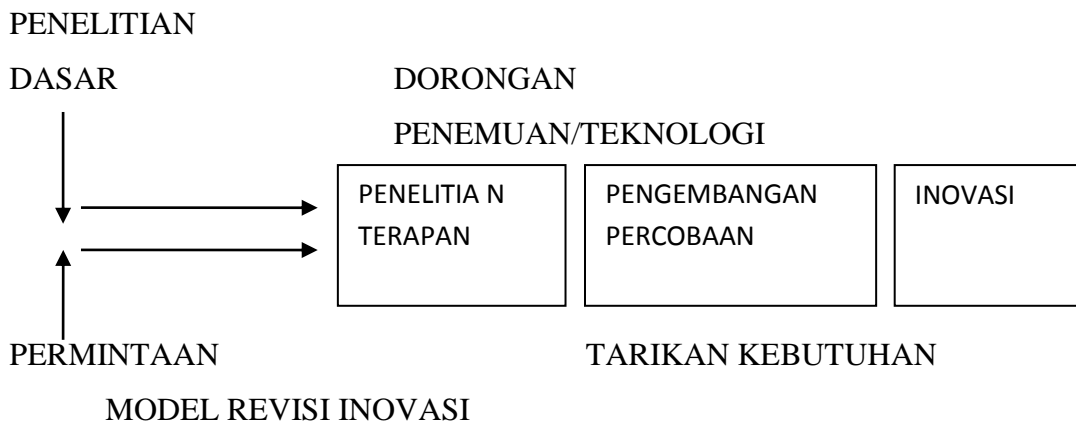 PENELITIAN
DASAR
DORONGAN
PENEMUAN/TEKNOLOGI
PENELITIA N
TERAPAN
PENGEMBANGAN
PERCOBAAN
INOVASI
PERMINTAAN
TARIKAN KEBUTUHAN
MODEL REVISI INOVASI